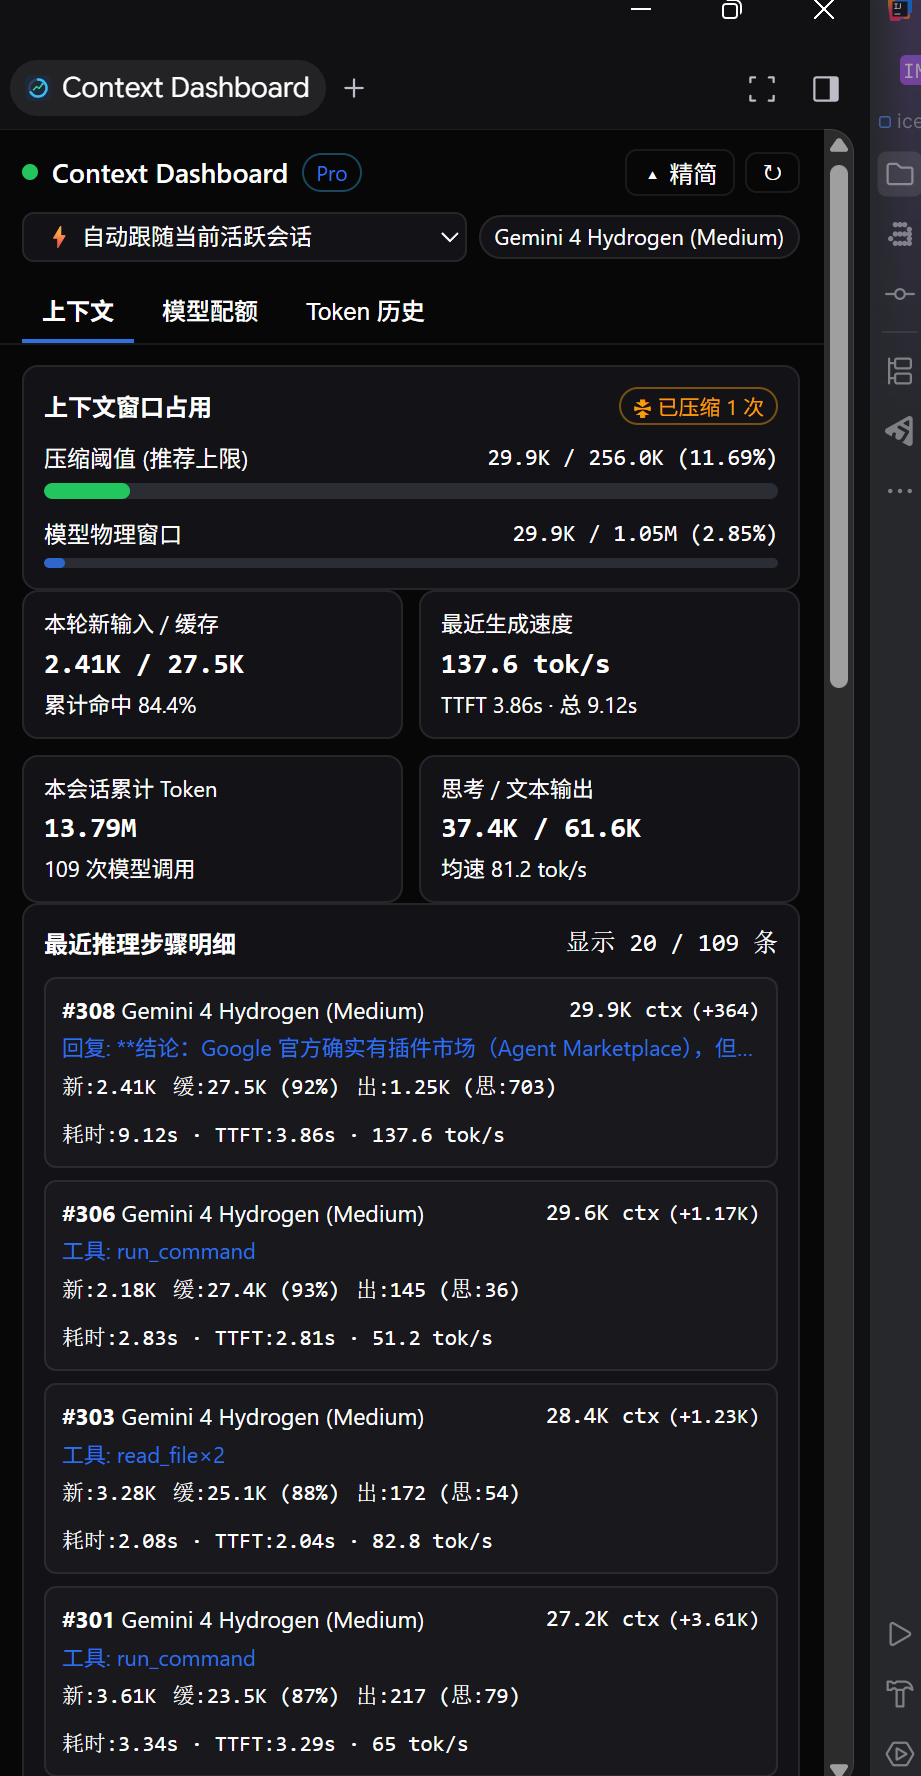 Context Dashboard
Context Dashboard Pro ▲ 精简 ↻
自动跟随当前活跃会话 Gemini 4 Hydrogen (Medium)
上下文 模型配额 Token 历史
上下文窗口占用 已压缩 1 次
压缩阈值 (推荐上限) 29.9K / 256.0K (11.69%)
模型物理窗口 29.9K / 1.05M (2.85%)
本轮新输入 / 缓存
2.41K / 27.5K
累计命中 84.4%
最近生成速度
137.6 tok/s
TTFT 3.86s · 总 9.12s
本会话累计 Token
13.79M
109 次模型调用
思考 / 文本输出
37.4K / 61.6K
均速 81.2 tok/s
最近推理步骤明细 显示 20 / 109 条
#308 Gemini 4 Hydrogen (Medium) 29.9K ctx (+364)
回复: **结论：Google 官方确实有插件市场（Agent Marketplace），但...
新:2.41K 缓:27.5K (92%) 出:1.25K (思:703)
耗时:9.12s · TTFT:3.86s · 137.6 tok/s
#306 Gemini 4 Hydrogen (Medium) 29.6K ctx (+1.17K)
工具: run_command
新:2.18K 缓:27.4K (93%) 出:145 (思:36)
耗时:2.83s · TTFT:2.81s · 51.2 tok/s
#303 Gemini 4 Hydrogen (Medium) 28.4K ctx (+1.23K)
工具: read_file×2
新:3.28K 缓:25.1K (88%) 出:172 (思:54)
耗时:2.08s · TTFT:2.04s · 82.8 tok/s
#301 Gemini 4 Hydrogen (Medium) 27.2K ctx (+3.61K)
工具: run_command
新:3.61K 缓:23.5K (87%) 出:217 (思:79)
耗时:3.34s · TTFT:3.29s · 65 tok/s
IJ
ice